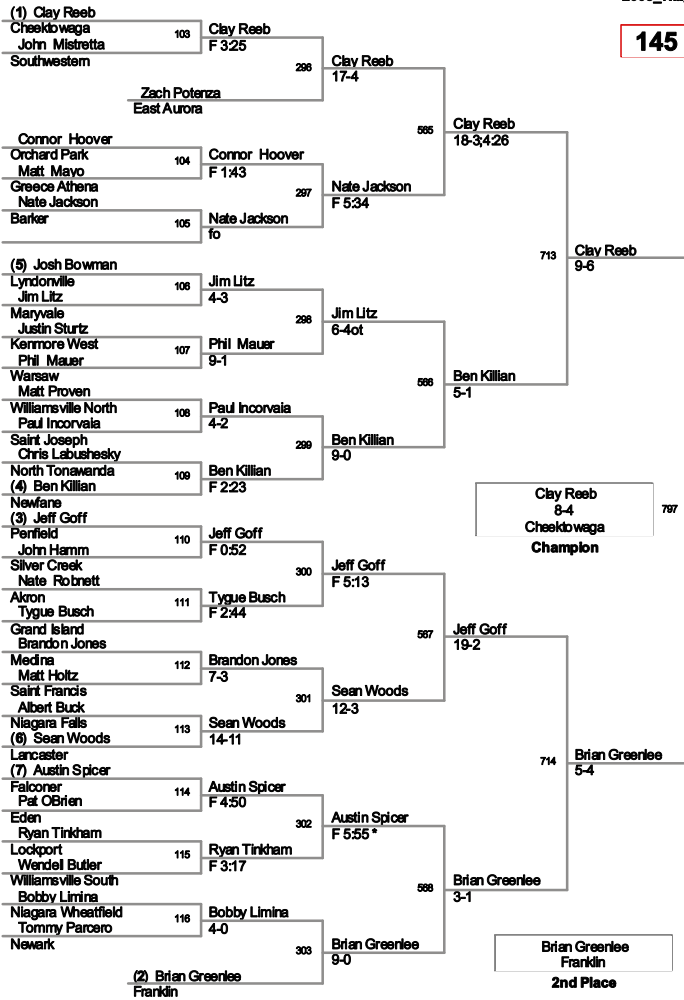 145
(1) Clay Reeb
Cheektowaga
John Mistretta
Southwestern
103
Clay Reeb
F 3:25
Zach Potenza
East Aurora
296
Clay Reeb
17-4
Connor Hoover
Orchard Park
Matt Mayo
Greece Athena
Nate Jackson
Barker
104
Connor Hoover
F 1:43
105
Nate Jackson
fo
297
Nate Jackson
F 5:34
565
Clay Reeb
18-3;4:26
(5) Josh Bowman
Lyndonville
Jim Litz
Maryvale
Justin Sturtz
Kenmore West
Phil Mauer
Warsaw
Matt Proven
Williamsville North
Paul Incorvaia
Saint Joseph
Chris Labushesky
North Tonawanda
(4) Ben Killian
Newfane
106
Jim Litz
4-3
107
Phil Mauer
9-1
108
Paul Incorvaia
4-2
109
Ben Killian
F 2:23
298
Jim Litz
6-4ot
299
Ben Killian
9-0
566
Ben Killian
5-1
713
Clay Reeb
9-6
Clay Reeb
8-4
Cheektowaga
797
Champion
(3) Jeff Goff
Penfield
John Hamm
Silver Creek
Nate Robnett
Akron
Tygue Busch
Grand Island
Brandon Jones
Medina
Matt Holtz
Saint Francis
Albert Buck
Niagara Falls
(6) Sean Woods
Lancaster
110
Jeff Goff
F 0:52
111
Tygue Busch
F 2:44
112
Brandon Jones
7-3
113
Sean Woods
14-11
300
Jeff Goff
F 5:13
301
Sean Woods
12-3
567
Jeff Goff
19-2
(7) Austin Spicer
Falconer
Pat OBrien
Eden
Ryan Tinkham
Lockport
Wendell Butler
Williamsville South
Bobby Limina
Niagara Wheatfield
Tommy Parcero
Newark
114
Austin Spicer
F 4:50
115
Ryan Tinkham
F 3:17
116
Bobby Limina
4-0
(2) Brian Greenlee
Franklin
302
Austin Spicer
F 5:55 *
303
Brian Greenlee
9-0
568
Brian Greenlee
3-1
714
Brian Greenlee
5-4
Brian Greenlee
Franklin
2nd Place